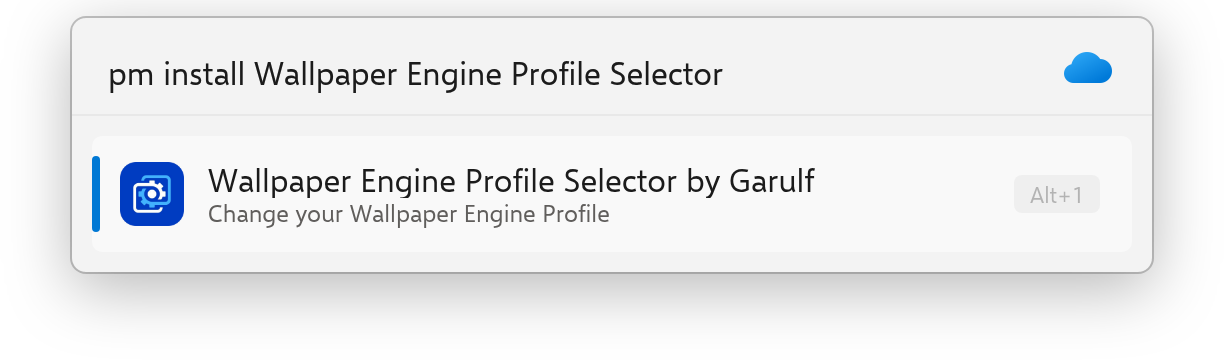 pm install Wallpaper Engine Profile Selector
Wallpaper Engine Profile Selector by Garulf
Change your Wallpaper Engine Profile
Alt+1